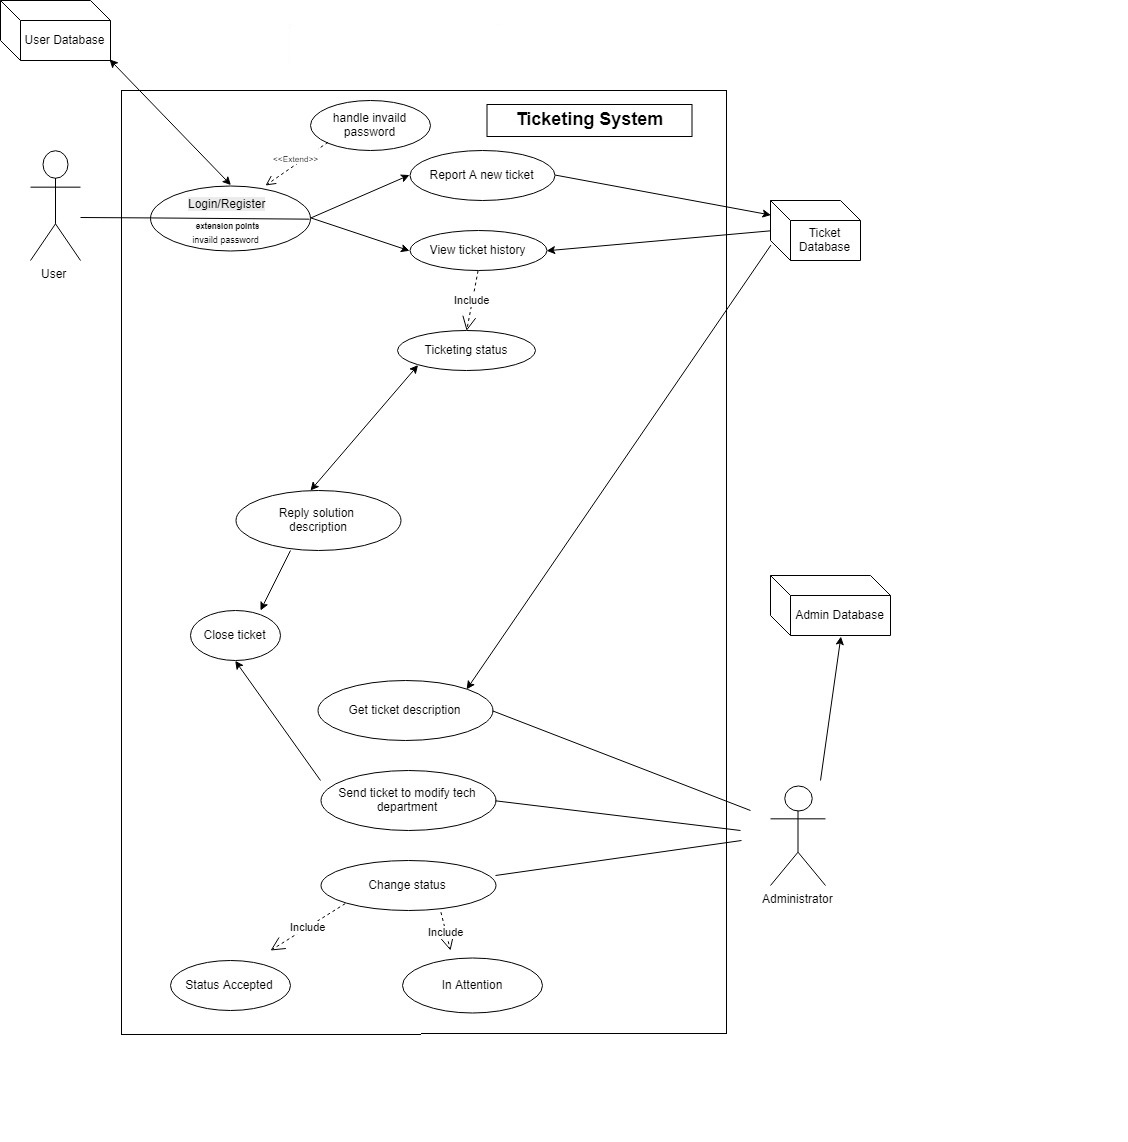 User Database
handle invaild
password
Ticketing System
<<Extend>>
Report A new ticket
Login/Register
extension points
invaild password
User
View ticket history
Ticket
Database
Include
Ticketing status
Reply solution
description
Close ticket
Admin Database
Get ticket description
Send ticket to modify tech
department
Change status
Administrator
Include
Include
Status Accepted
In Attention